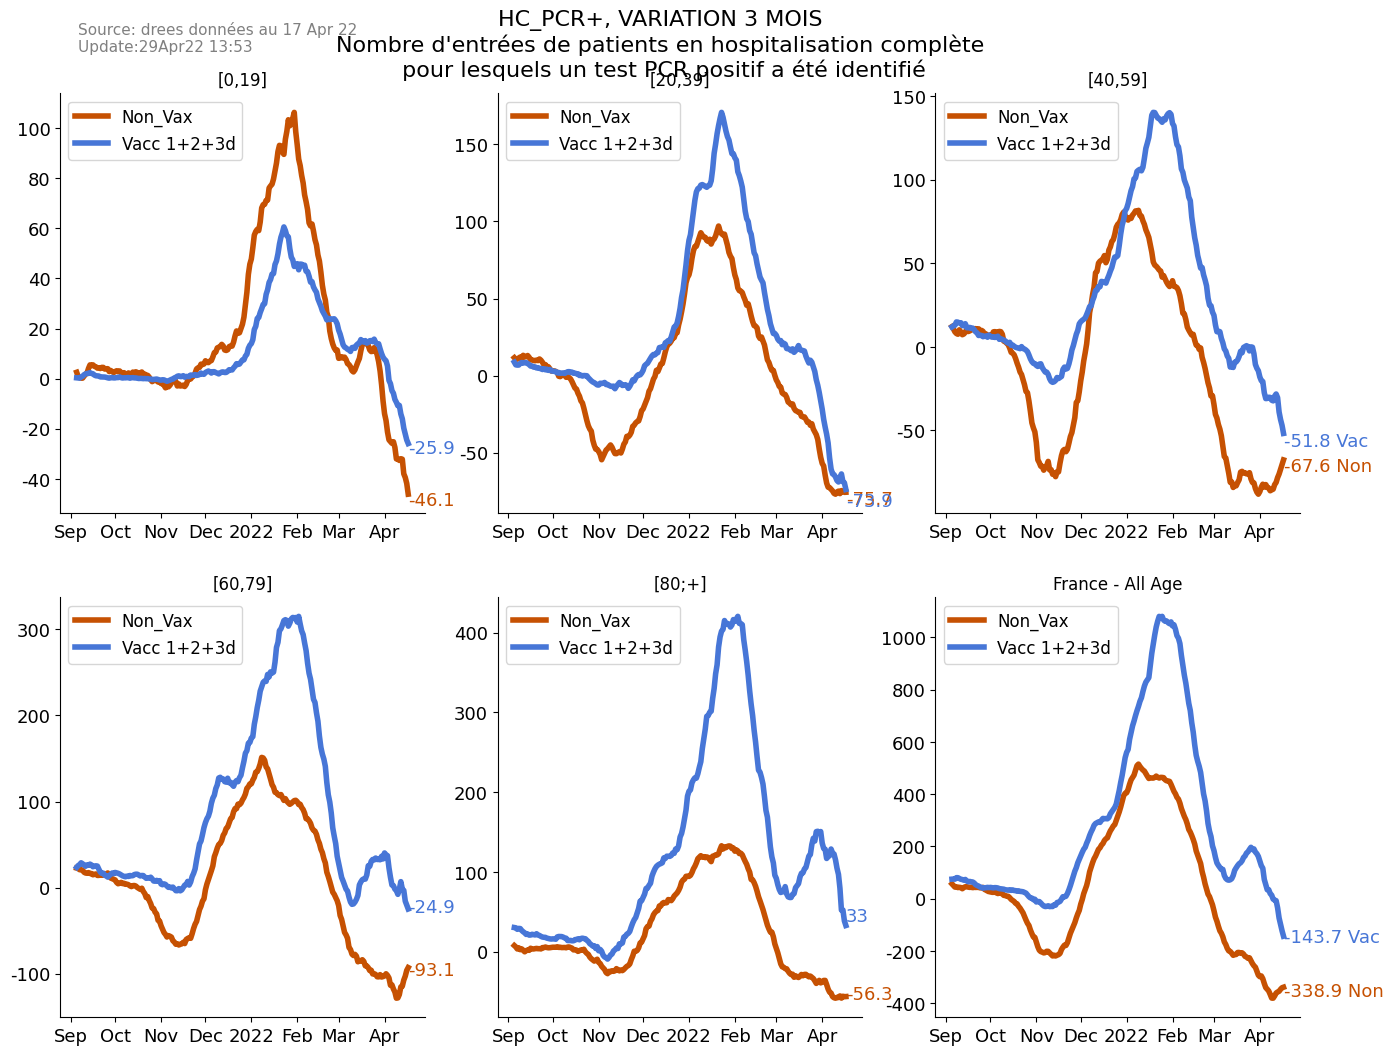 HC_PCR+, VARIATION 3 MOIS
Source: drees données au 17 Apr 22
Update:29Apr22 13:53
Nombre d'entrées de patients en hospitalisation complète
pour lesquels un test PCR positif a été identifié
[0,19]
Non_Vax
Vacc 1+2+3d
100
80
60
40
20
0
-20
-40
-25.9
-46.1
Sep Oct Nov Dec 2022 Feb Mar Apr
[20,39]
Non_Vax
Vacc 1+2+3d
150
100
50
0
-50
-75.7
-73.9
Sep Oct Nov Dec 2022 Feb Mar Apr
[40,59]
Non_Vax
Vacc 1+2+3d
150
100
50
0
-50
-51.8 Vac
-67.6 Non
Sep Oct Nov Dec 2022 Feb Mar Apr
[60,79]
Non_Vax
Vacc 1+2+3d
300
200
100
0
-100
-24.9
-93.1
Sep Oct Nov Dec 2022 Feb Mar Apr
[80;+]
Non_Vax
Vacc 1+2+3d
400
300
200
100
0
33
-56.3
Sep Oct Nov Dec 2022 Feb Mar Apr
France - All Age
Non_Vax
Vacc 1+2+3d
1000
800
600
400
200
0
-200
-400
-143.7 Vac
-338.9 Non
Sep Oct Nov Dec 2022 Feb Mar Apr